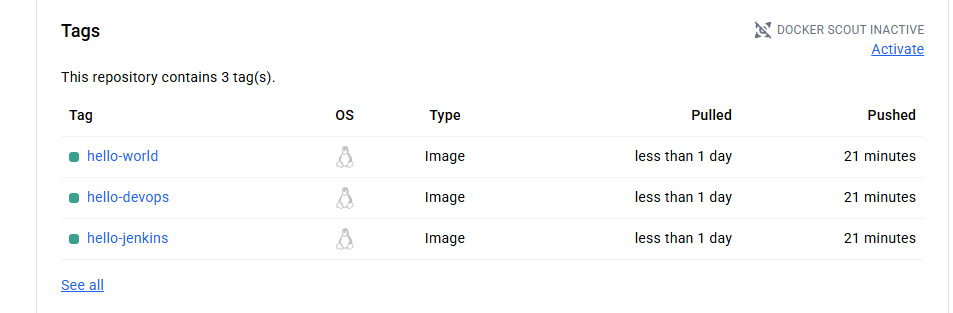 Tags
DOCKER SCOUT INACTIVE
Activate
This repository contains 3 tag(s).
Tag OS Type Pulled Pushed
hello-world Image less than 1 day 21 minutes
hello-devops Image less than 1 day 21 minutes
hello-jenkins Image less than 1 day 21 minutes
See all